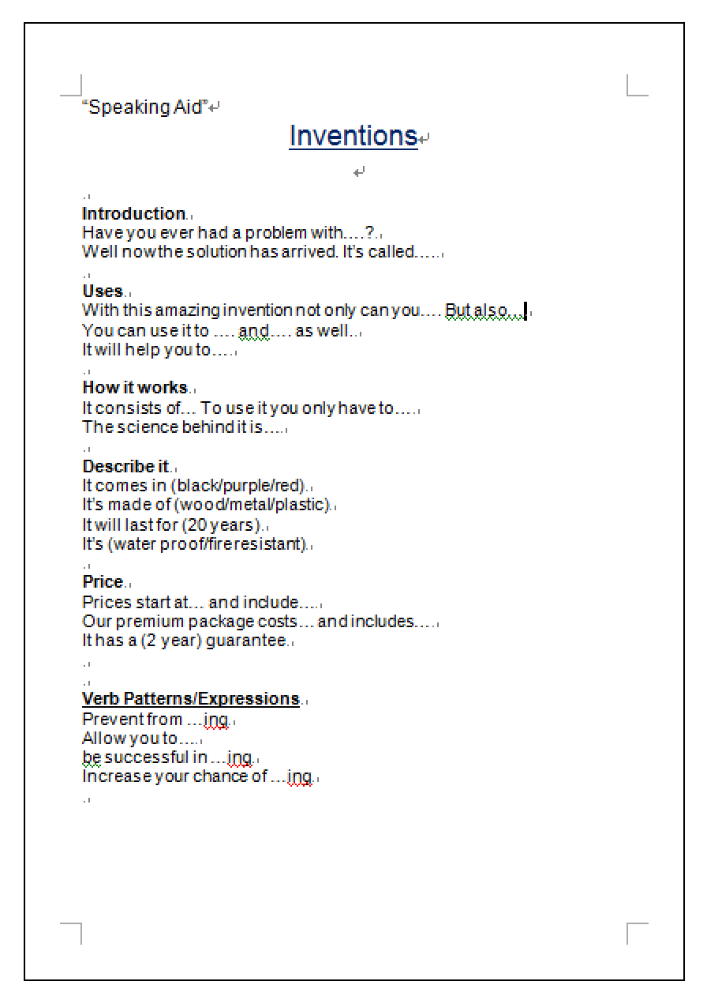 “Speaking Aid”
Inventions
Introduction
Have you ever had a problem with….?
Well now the solution has arrived. It’s called…..
Uses
With this amazing invention not only can you…. But also…
You can use it to …. and…. as well..
It will help you to….
How it works
It consists of… To use it you only have to….
The science behind it is….
Describe it
It comes in (black/purple/red)
It’s made of (wood/metal/plastic)
It will last for (20 years)
It’s (water proof/fire resistant)
Price
Prices start at… and include….
Our premium package costs… and includes….
It has a (2 year) guarantee
Verb Patterns/Expressions
Prevent from …ing
Allow you to….
be successful in …ing
Increase your chance of …ing